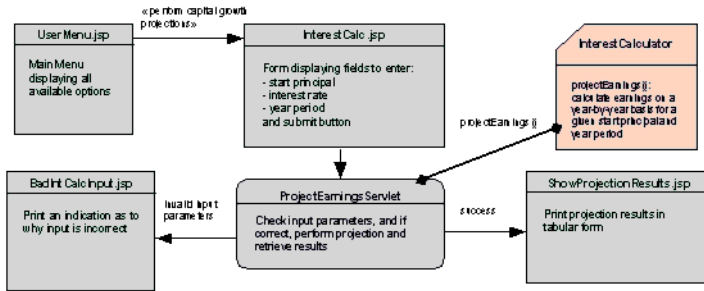 «perform capital growth
projections»
UserMenu.jsp
Main Menu
displaying all
available options
InterestCalc.jsp
Form displaying fields to enter:
- start principal
- interest rate
- year period
and submit button
InterestCalculator
projectEarnings():
calculate earnings on a
year-by-year basis for a
given start principal and
year period
projectEarnings()
BadIntCalcInput.jsp
Print an indication as to
why input is incorrect
invalid input
parameters
ProjectEarningsServlet
Check input parameters, and if
correct, perform projection and
retrieve results
success
ShowProjectionResults.jsp
Print projection results in
tabular form